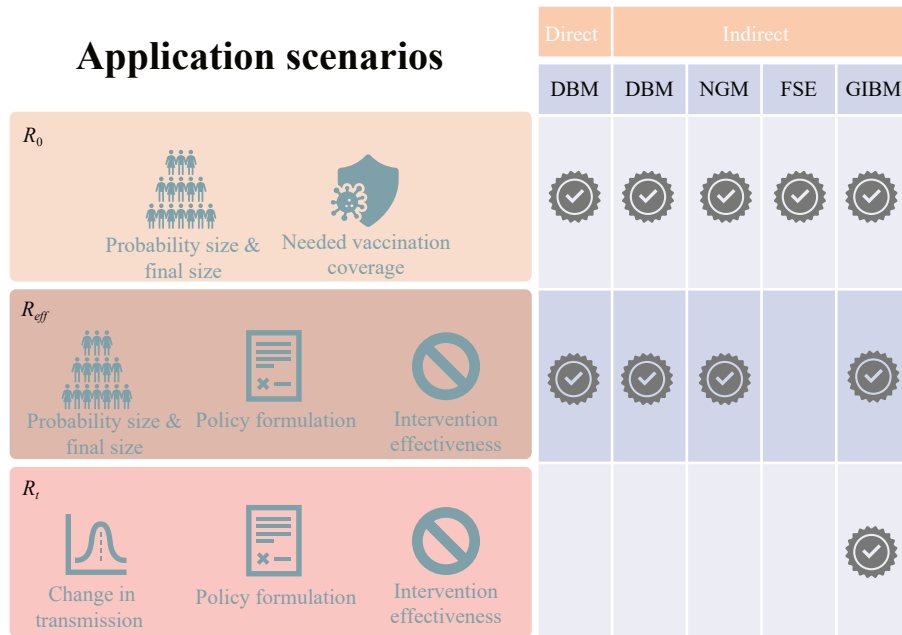 Application scenarios
Direct
Indirect
DBM
DBM
NGM
FSE
GIBM
R0
Probability size &
final size
Needed vaccination
coverage
Reff
Probability size &
final size
Policy formulation
Intervention
effectiveness
Rt
Change in
transmission
Policy formulation
Intervention
effectiveness